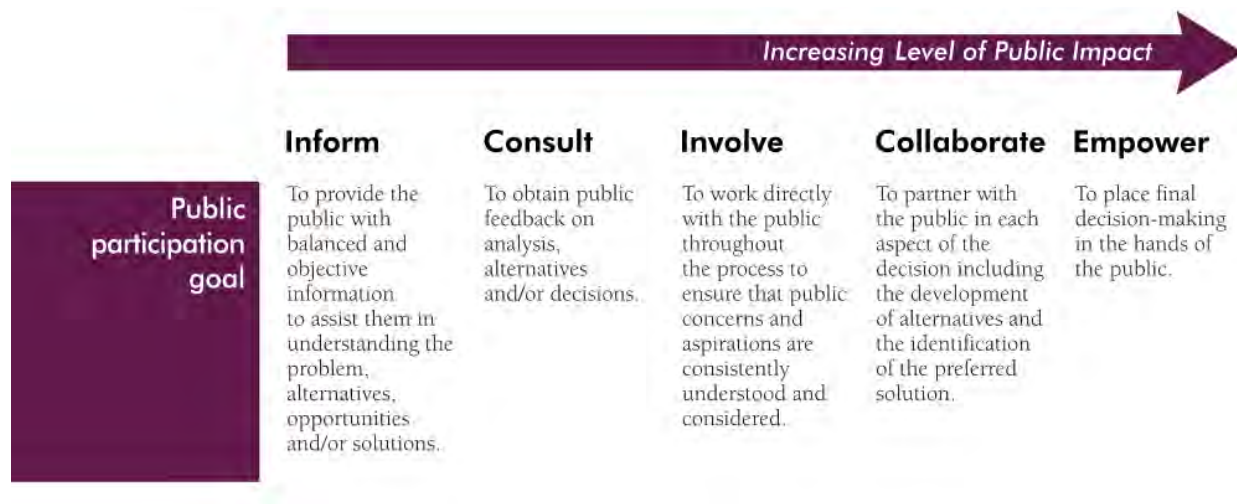 Increasing Level of Public Impact
Inform
Consult
Involve
Collaborate
Empower
Public
participation
goal
To provide the
public with
balanced and
objective
information
to assist them in
understanding the
problem,
alternatives,
opportunities
and/or solutions.
To obtain public
feedback on
analysis,
alternatives
and/or decisions.
To work directly
with the public
throughout
the process to
ensure that public
concerns and
aspirations are
consistently
understood and
considered.
To partner with
the public in each
aspect of the
decision including
the development
of alternatives and
the identification
of the preferred
solution.
To place final
decision-making
in the hands of
the public.